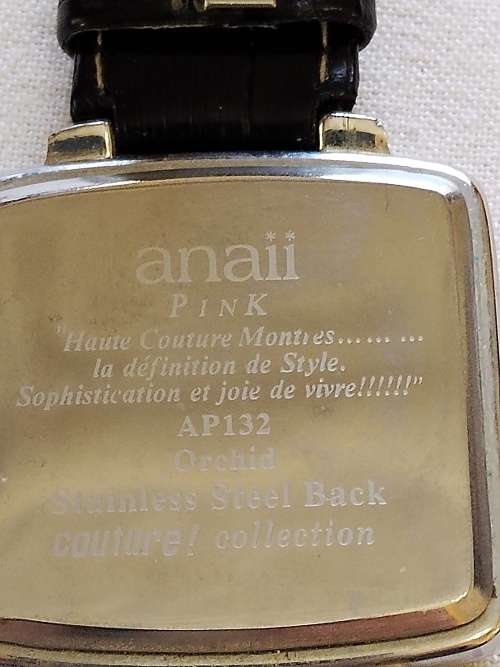 anaii
PINK
"Haute Couture Montres.........
la définition de Style.
Sophistication et joie de vivre!!!!!!"
AP132
Orchid
Stainless Steel Back
couture! collection